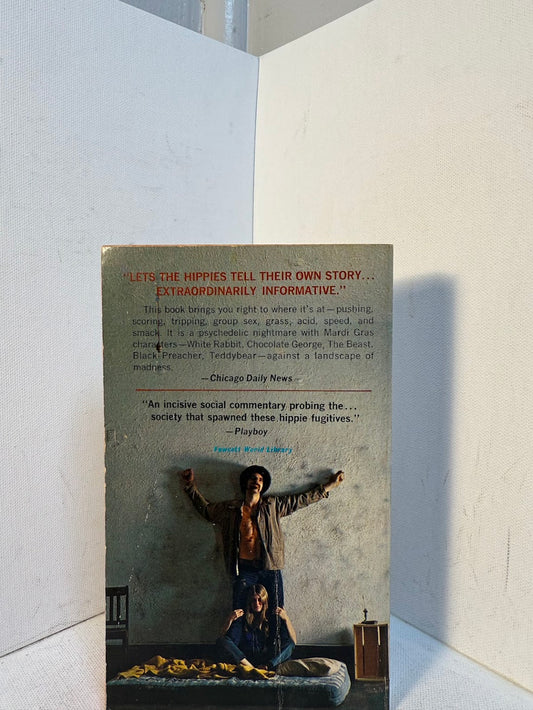 "LETS THE HIPPIES TELL THEIR OWN STORY...
EXTRAORDINARILY INFORMATIVE."
This book brings you right to where it's at—pushing,
scoring, tripping, group sex, grass, acid, speed, and
smack. It is a psychedelic nightmare with Mardi Gras
characters—White Rabbit, Chocolate George, The Beast,
Black Preacher, Teddybear—against a landscape of
madness.
—Chicago Daily News—
"An incisive social commentary probing the...
society that spawned these hippie fugitives."
—Playboy
Fawcett World Library